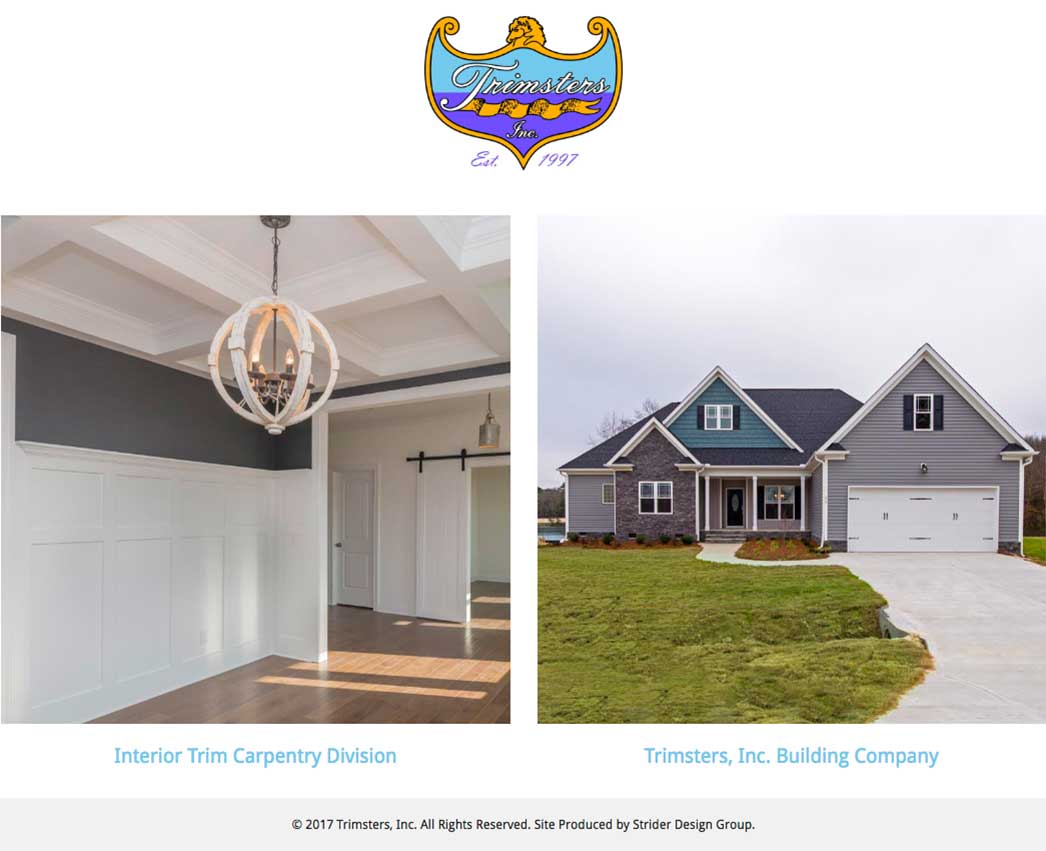 Trimsters
Inc.
Est. 1997
Interior Trim Carpentry Division
Trimsters, Inc. Building Company
© 2017 Trimsters, Inc. All Rights Reserved. Site Produced by Strider Design Group.